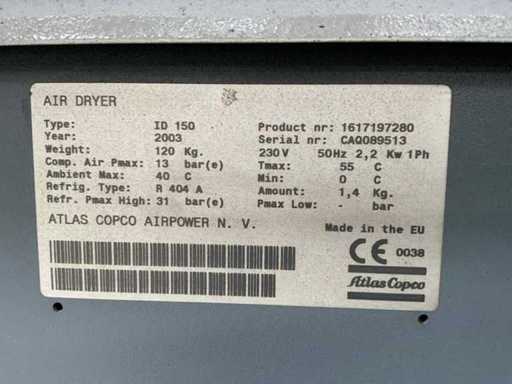 AIR DRYER
Type: ID 150 Product nr: 1617197280
Year: 2003 Serial nr: CAQ089513
Weight: 120 Kg. 230V 50Hz 2,2 Kw 1Ph
Comp. Air Pmax: 13 bar(e) Tmax: 55 C
Ambient Max: 40 C Min: 0 C
Refrig. Type: R 404 A Amount: 1,4 Kg.
Refr. Pmax High: 31 bar(e) Pmax Low: - bar
ATLAS COPCO AIRPOWER N. V. Made in the EU
CE 0038
Atlas Copco